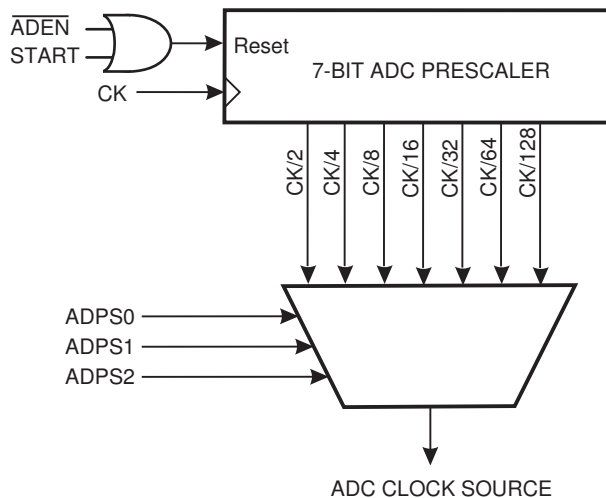 ADEN
START
Reset
CK
7-BIT ADC PRESCALER
CK/2
CK/4
CK/8
CK/16
CK/32
CK/64
CK/128
ADPS0
ADPS1
ADPS2
ADC CLOCK SOURCE